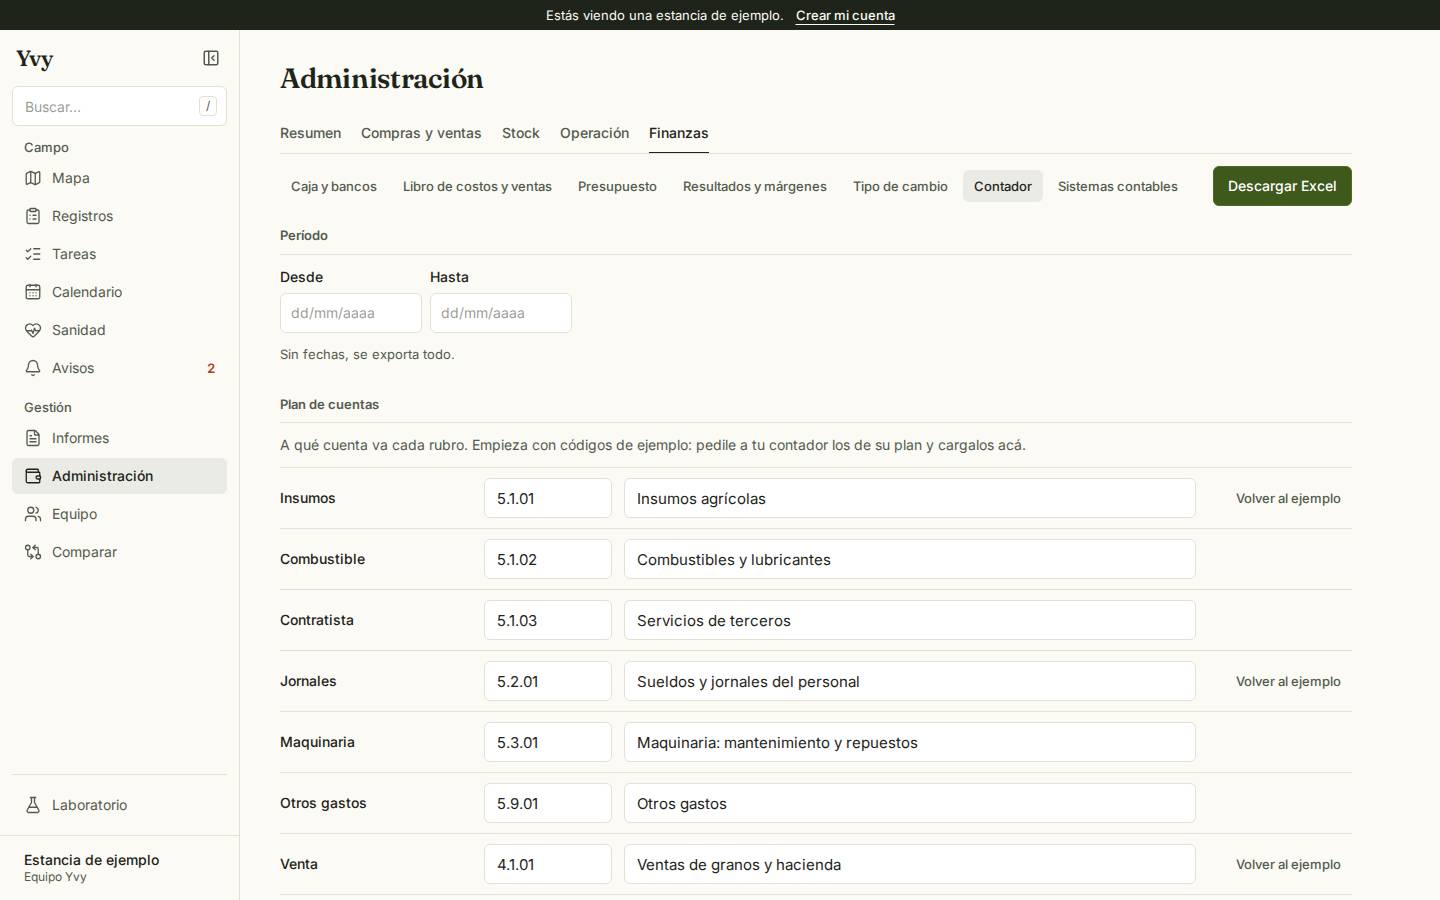 Estás viendo una estancia de ejemplo. Crear mi cuenta
Yvy
Buscar... /
Campo
Mapa
Registros
Tareas
Calendario
Sanidad
Avisos 2
Gestión
Informes
Administración
Equipo
Comparar
Laboratorio
Estancia de ejemplo
Equipo Yvy
Administración
Resumen Compras y ventas Stock Operación Finanzas
Caja y bancos Libro de costos y ventas Presupuesto Resultados y márgenes Tipo de cambio Contador Sistemas contables Descargar Excel
Período
Desde Hasta
dd/mm/aaaa dd/mm/aaaa
Sin fechas, se exporta todo.
Plan de cuentas
A qué cuenta va cada rubro. Empieza con códigos de ejemplo: pedile a tu contador los de su plan y cargalos acá.
Insumos 5.1.01 Insumos agrícolas Volver al ejemplo
Combustible 5.1.02 Combustibles y lubricantes
Contratista 5.1.03 Servicios de terceros
Jornales 5.2.01 Sueldos y jornales del personal Volver al ejemplo
Maquinaria 5.3.01 Maquinaria: mantenimiento y repuestos
Otros gastos 5.9.01 Otros gastos
Venta 4.1.01 Ventas de granos y hacienda Volver al ejemplo